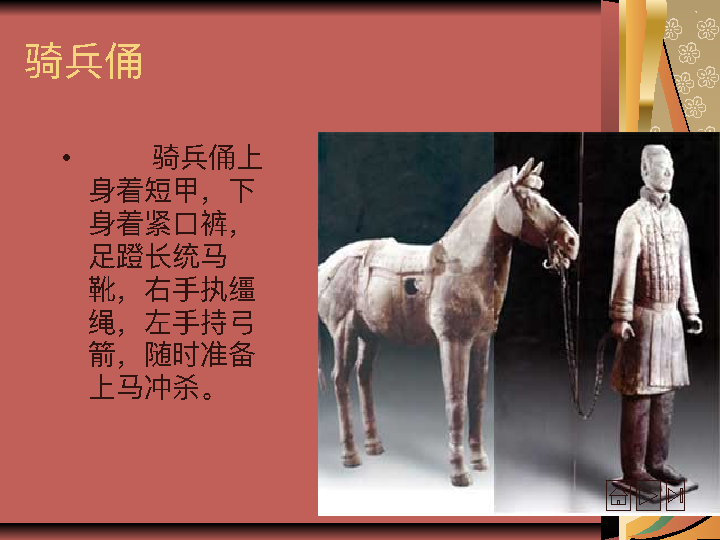 骑兵俑
• 骑兵俑上
身着短甲，下
身着紧口裤，
足蹬长统马
靴，右手执缰
绳，左手持弓
箭，随时准备
上马冲杀。